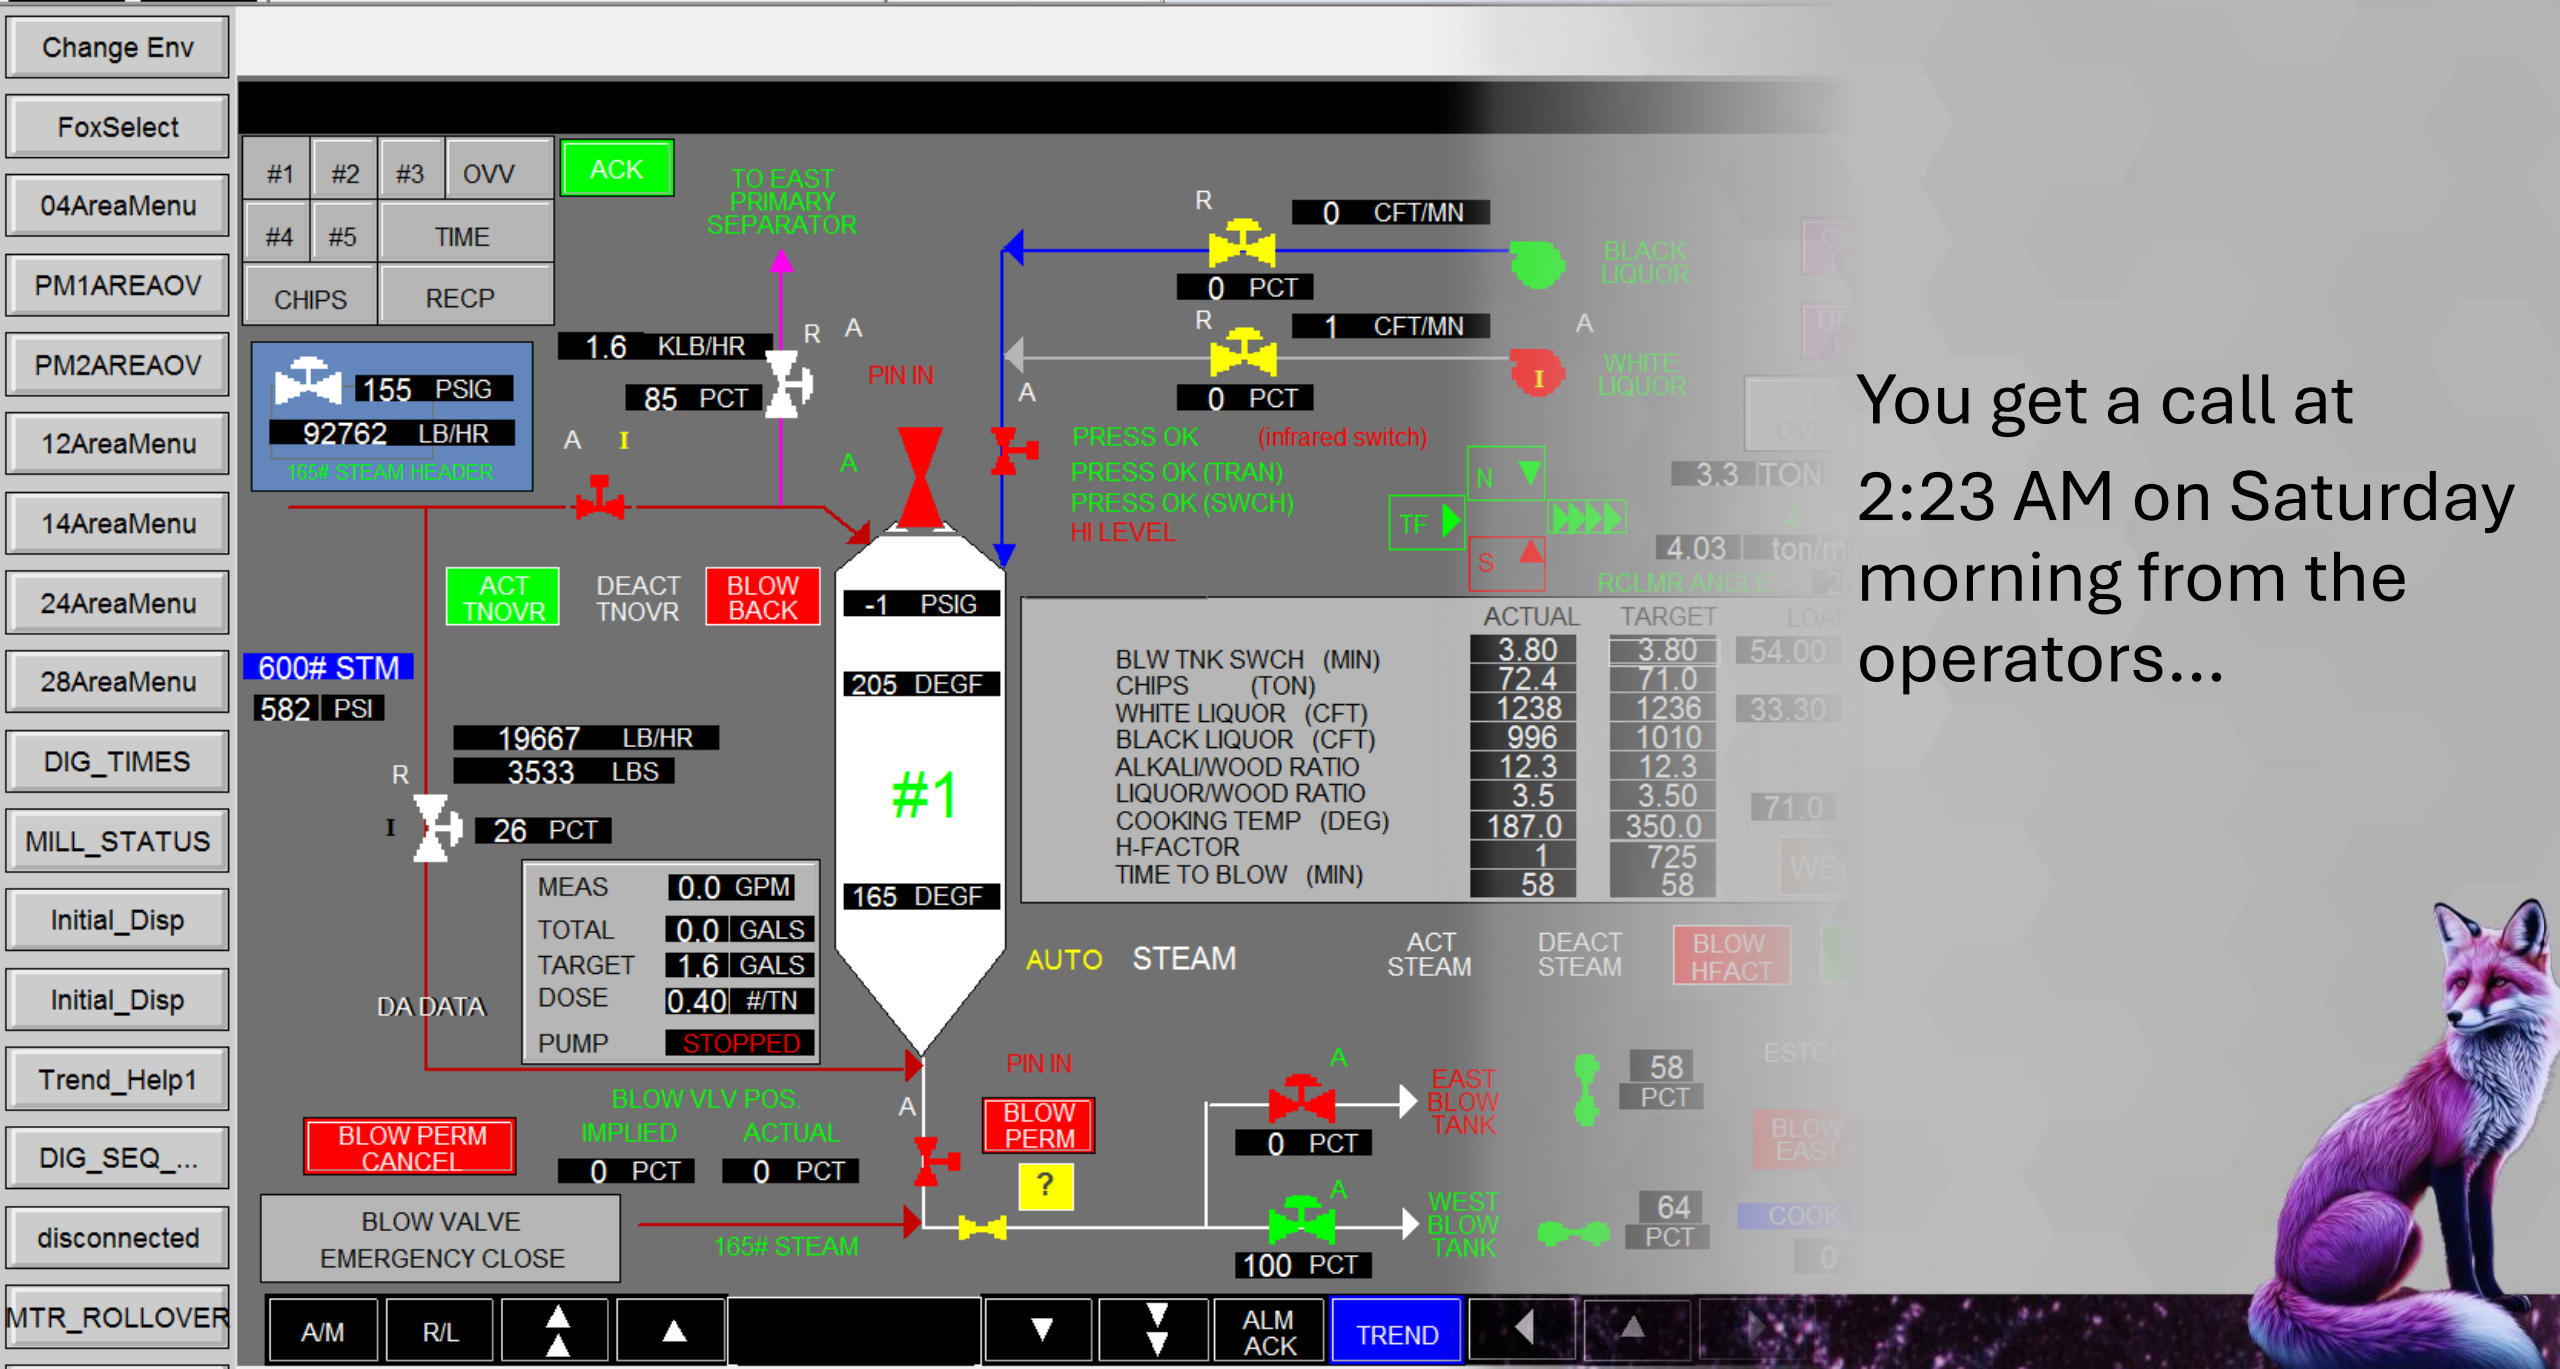 Change Env
FoxSelect
04AreaMenu
PM1AREAOV
PM2AREAOV
12AreaMenu
14AreaMenu
24AreaMenu
28AreaMenu
DIG_TIMES
MILL_STATUS
Initial_Disp
Initial_Disp
Trend_Help1
DIG_SEQ_...
disconnected
MTR_ROLLOVER
#1 #2 #3 OVV
#4 #5 TIME
CHIPS RECP
ACK
TO EAST
PRIMARY
SEPARATOR
155 PSIG
92762 LB/HR
165# STEAM HEADER
1.6 KLB/HR
R A
85 PCT
A I
PIN IN
A
R 0 CFT/MN
0 PCT
BLACK
LIQUOR
R 1 CFT/MN
A
A
0 PCT
WHITE
LIQUOR
I
PRESS OK (infrared switch)
PRESS OK (TRAN)
PRESS OK (SWCH)
HI LEVEL
N
TF
S
3.3 TON
4.03 ton/m
RCLMR ANGLE
ACT
TNOVR
DEACT
TNOVR
BLOW
BACK
600# STM
582 PSI
19667 LB/HR
3533 LBS
R
I
26 PCT
-1 PSIG
205 DEGF
#1
165 DEGF
MEAS 0.0 GPM
TOTAL 0.0 GALS
TARGET 1.6 GALS
DOSE 0.40 #/TN
PUMP STOPPED
DA DATA
ACTUAL TARGET LOA
BLW TNK SWCH (MIN) 3.80 3.80 54.00
CHIPS (TON) 72.4 71.0
WHITE LIQUOR (CFT) 1238 1236 33.30
BLACK LIQUOR (CFT) 996 1010
ALKALI/WOOD RATIO 12.3 12.3
LIQUOR/WOOD RATIO 3.5 3.50 71.0
COOKING TEMP (DEG) 187.0 350.0
H-FACTOR 1 725
TIME TO BLOW (MIN) 58 58
AUTO STEAM
ACT
STEAM
DEACT
STEAM
BLOW
HFACT
BLOW VLV POS.
IMPLIED ACTUAL
0 PCT 0 PCT
BLOW PERM
CANCEL
BLOW VALVE
EMERGENCY CLOSE
165# STEAM
A
PIN IN
BLOW
PERM
?
A
0 PCT
EAST
BLOW
TANK
58
PCT
ESTOP
BLOW
EAST
A
100 PCT
WEST
BLOW
TANK
64
PCT
COOK
A/M R/L ALM
ACK TREND
You get a call at
2:23 AM on Saturday
morning from the
operators...